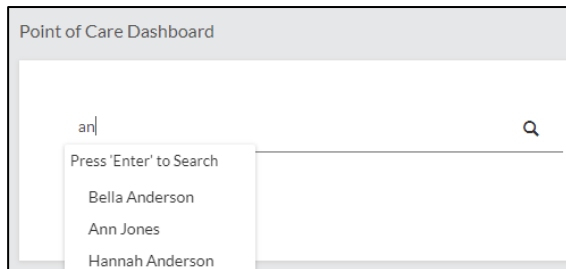 Point of Care Dashboard
an
Press 'Enter' to Search
Bella Anderson
Ann Jones
Hannah Anderson